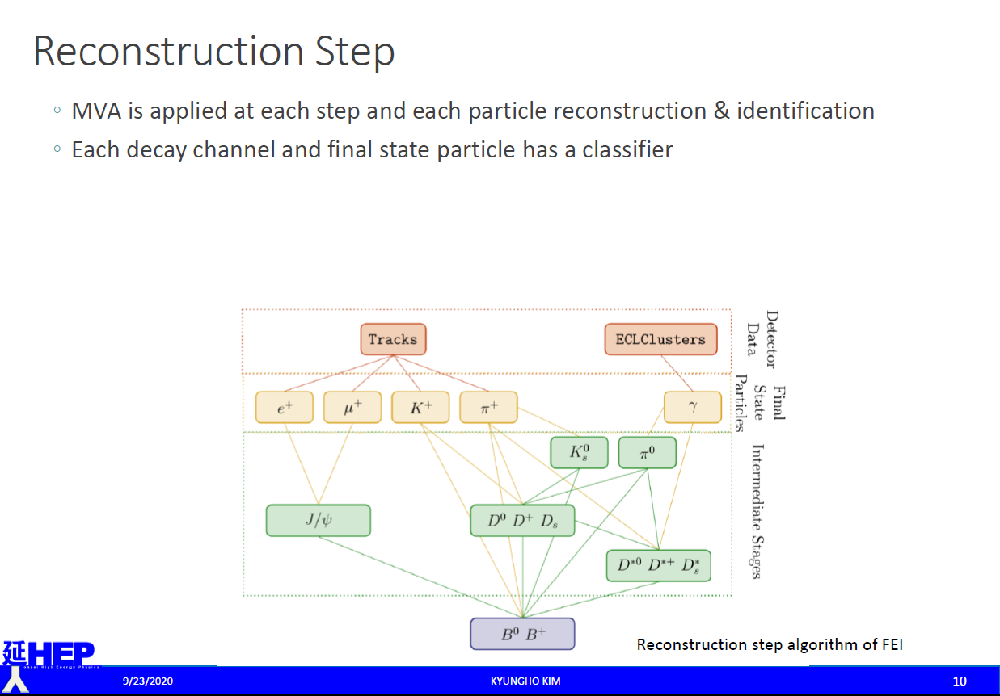 Reconstruction Step
◦ MVA is applied at each step and each particle reconstruction & identification
◦ Each decay channel and final state particle has a classifier
Tracks
ECLClusters
Detector
Data
e⁺
μ⁺
K⁺
π⁺
γ
Final
State
Particles
K⁰ₛ
π⁰
J/ψ
D⁰ D⁺ Dₛ
D*⁰ D*⁺ D*ₛ
Intermediate Stages
B⁰ B⁺
Reconstruction step algorithm of FEI
延HEP
9/23/2020
KYUNGHO KIM
10